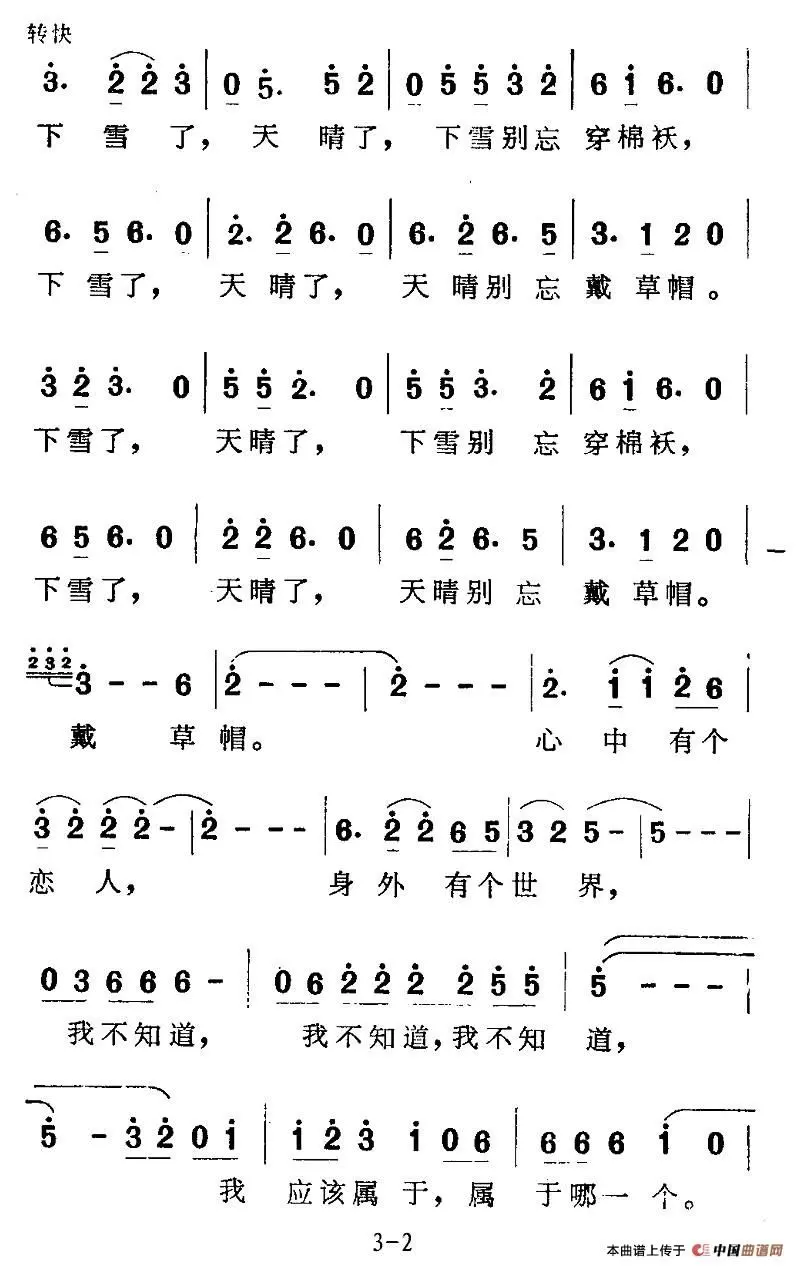 转快
3. 2 2 3 | 0 5. 5 2 | 0 5 5 3 2 | 6 1 6. 0 |
下雪了，天晴了，下雪别忘穿棉袄，
6. 5 6. 0 | 2. 2 6. 0 | 6. 2 6. 5 | 3. 1 2 0 |
下雪了，天晴了，天晴别忘戴草帽。
3 2 3. 0 | 5 5 2. 0 | 5 5 3. 2 | 6 1 6. 0 |
下雪了，天晴了，下雪别忘穿棉袄，
6 5 6. 0 | 2 2 6. 0 | 6 2 6. 5 | 3. 1 2 0 |
下雪了，天晴了，天晴别忘戴草帽。
2 3 2 3 - - 6 | 2 - - - | 2 - - - | 2. 1 1 2 6 |
戴草帽。心中有个
3 2 2 2 - | 2 - - - | 6. 2 2 6 5 | 3 2 5 - | 5 - - - |
恋人，身外有个世界，
0 3 6 6 6 - | 0 6 2 2 2 2 5 5 | 5 - - - |
我不知道，我不知道，我不知道，
5 - 3 2 0 1 | 1 2 3 1 0 6 | 6 6 6 1 0 |
我应该属于，属于哪一个。
3-2
本曲谱上传于 中国曲谱网